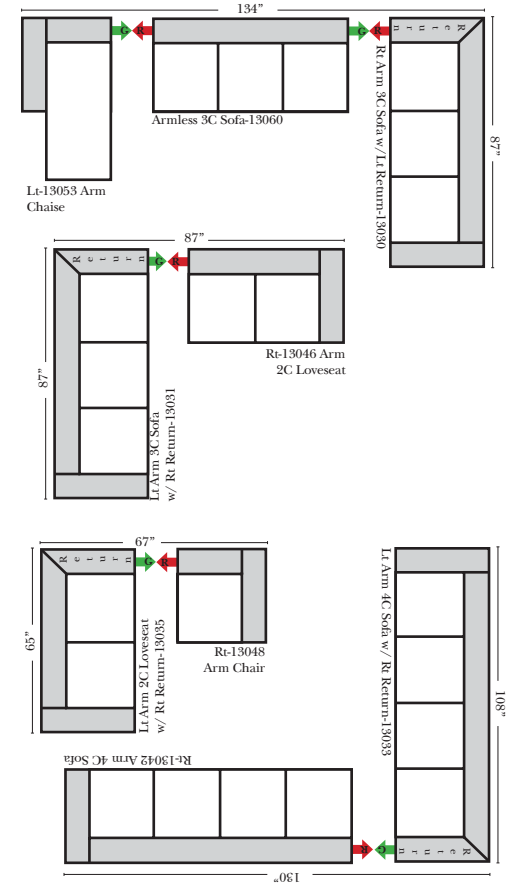 134”
G R
G R
Return
Armless 3C Sofa-13060
Rt Arm 3C Sofa w/Lt Return-13030
87”
Lt-13053 Arm
Chaise
87”
Return
G R
Rt-13046 Arm
2C Loveseat
87”
Lt Arm 3C Sofa
w/ Rt Return-13031
67”
Return
G R
65”
Lt Arm 2C Loveseat
w/ Rt Return-13035
Rt-13048
Arm Chair
Lt Arm 4C Sofa w/ Rt Return-13033
108”
Rt-13042 Arm 4C Sofa
R G
Return
130”